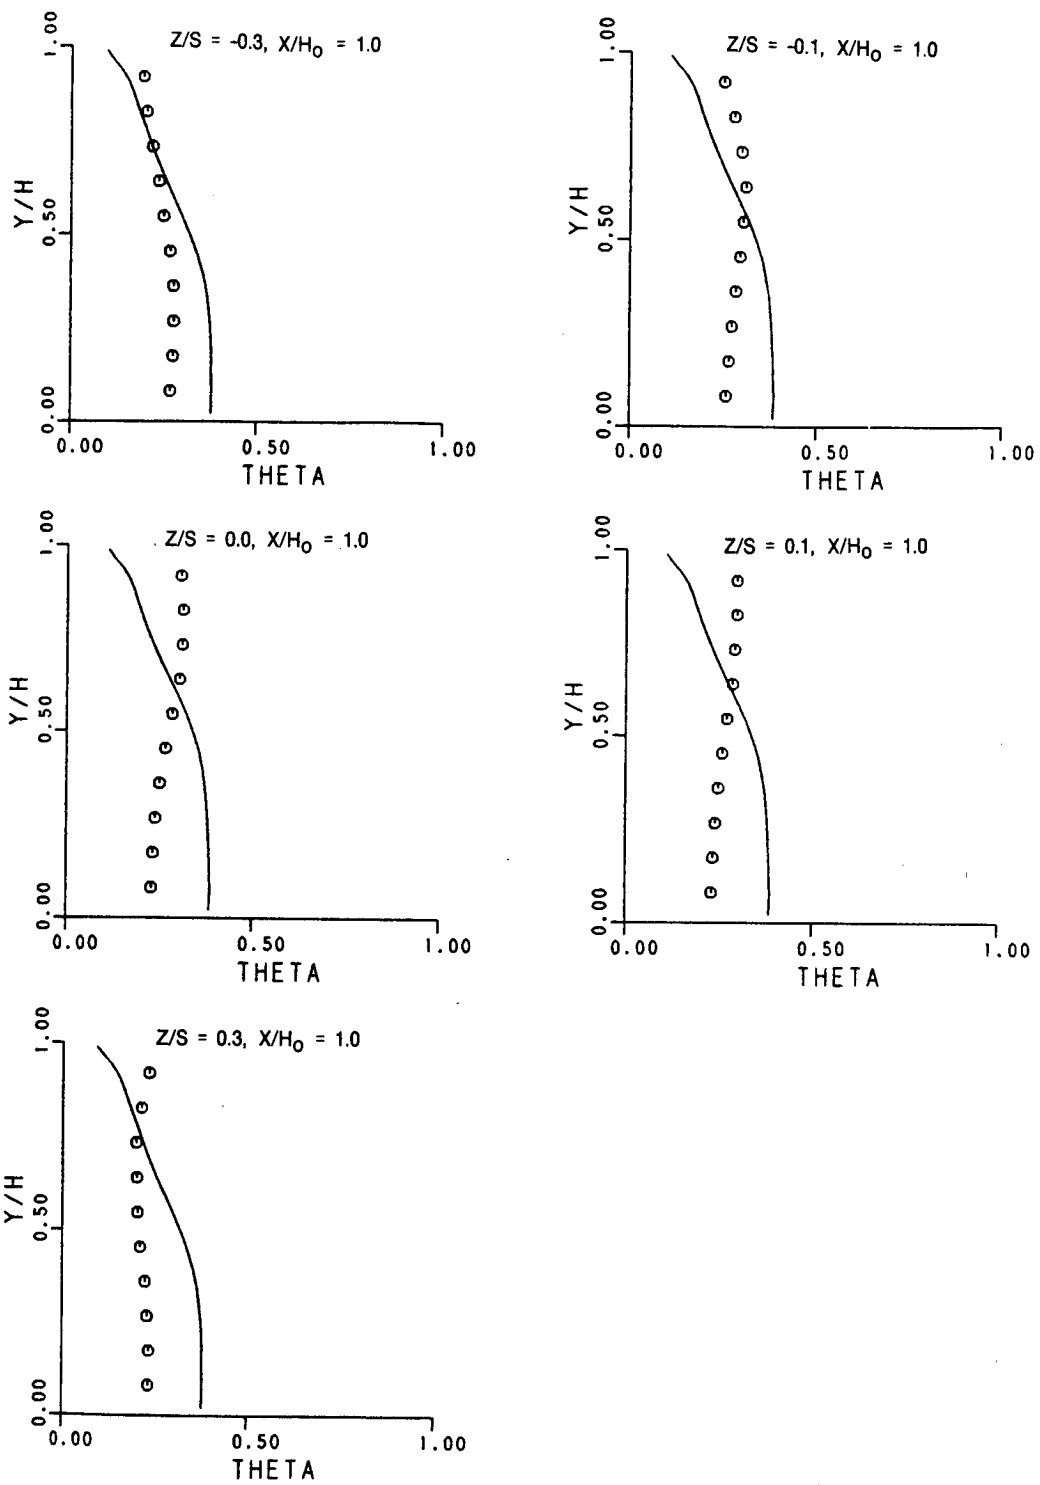 Z/S = -0.3, X/H₀ = 1.0
1.00
0.50
0.00
Y/H
0.00 0.50 1.00
THETA
Z/S = -0.1, X/H₀ = 1.0
1.00
0.50
0.00
Y/H
0.00 0.50 1.00
THETA
Z/S = 0.0, X/H₀ = 1.0
1.00
0.50
0.00
Y/H
0.00 0.50 1.00
THETA
Z/S = 0.1, X/H₀ = 1.0
1.00
0.50
0.00
Y/H
0.00 0.50 1.00
THETA
Z/S = 0.3, X/H₀ = 1.0
1.00
0.50
0.00
Y/H
0.00 0.50 1.00
THETA